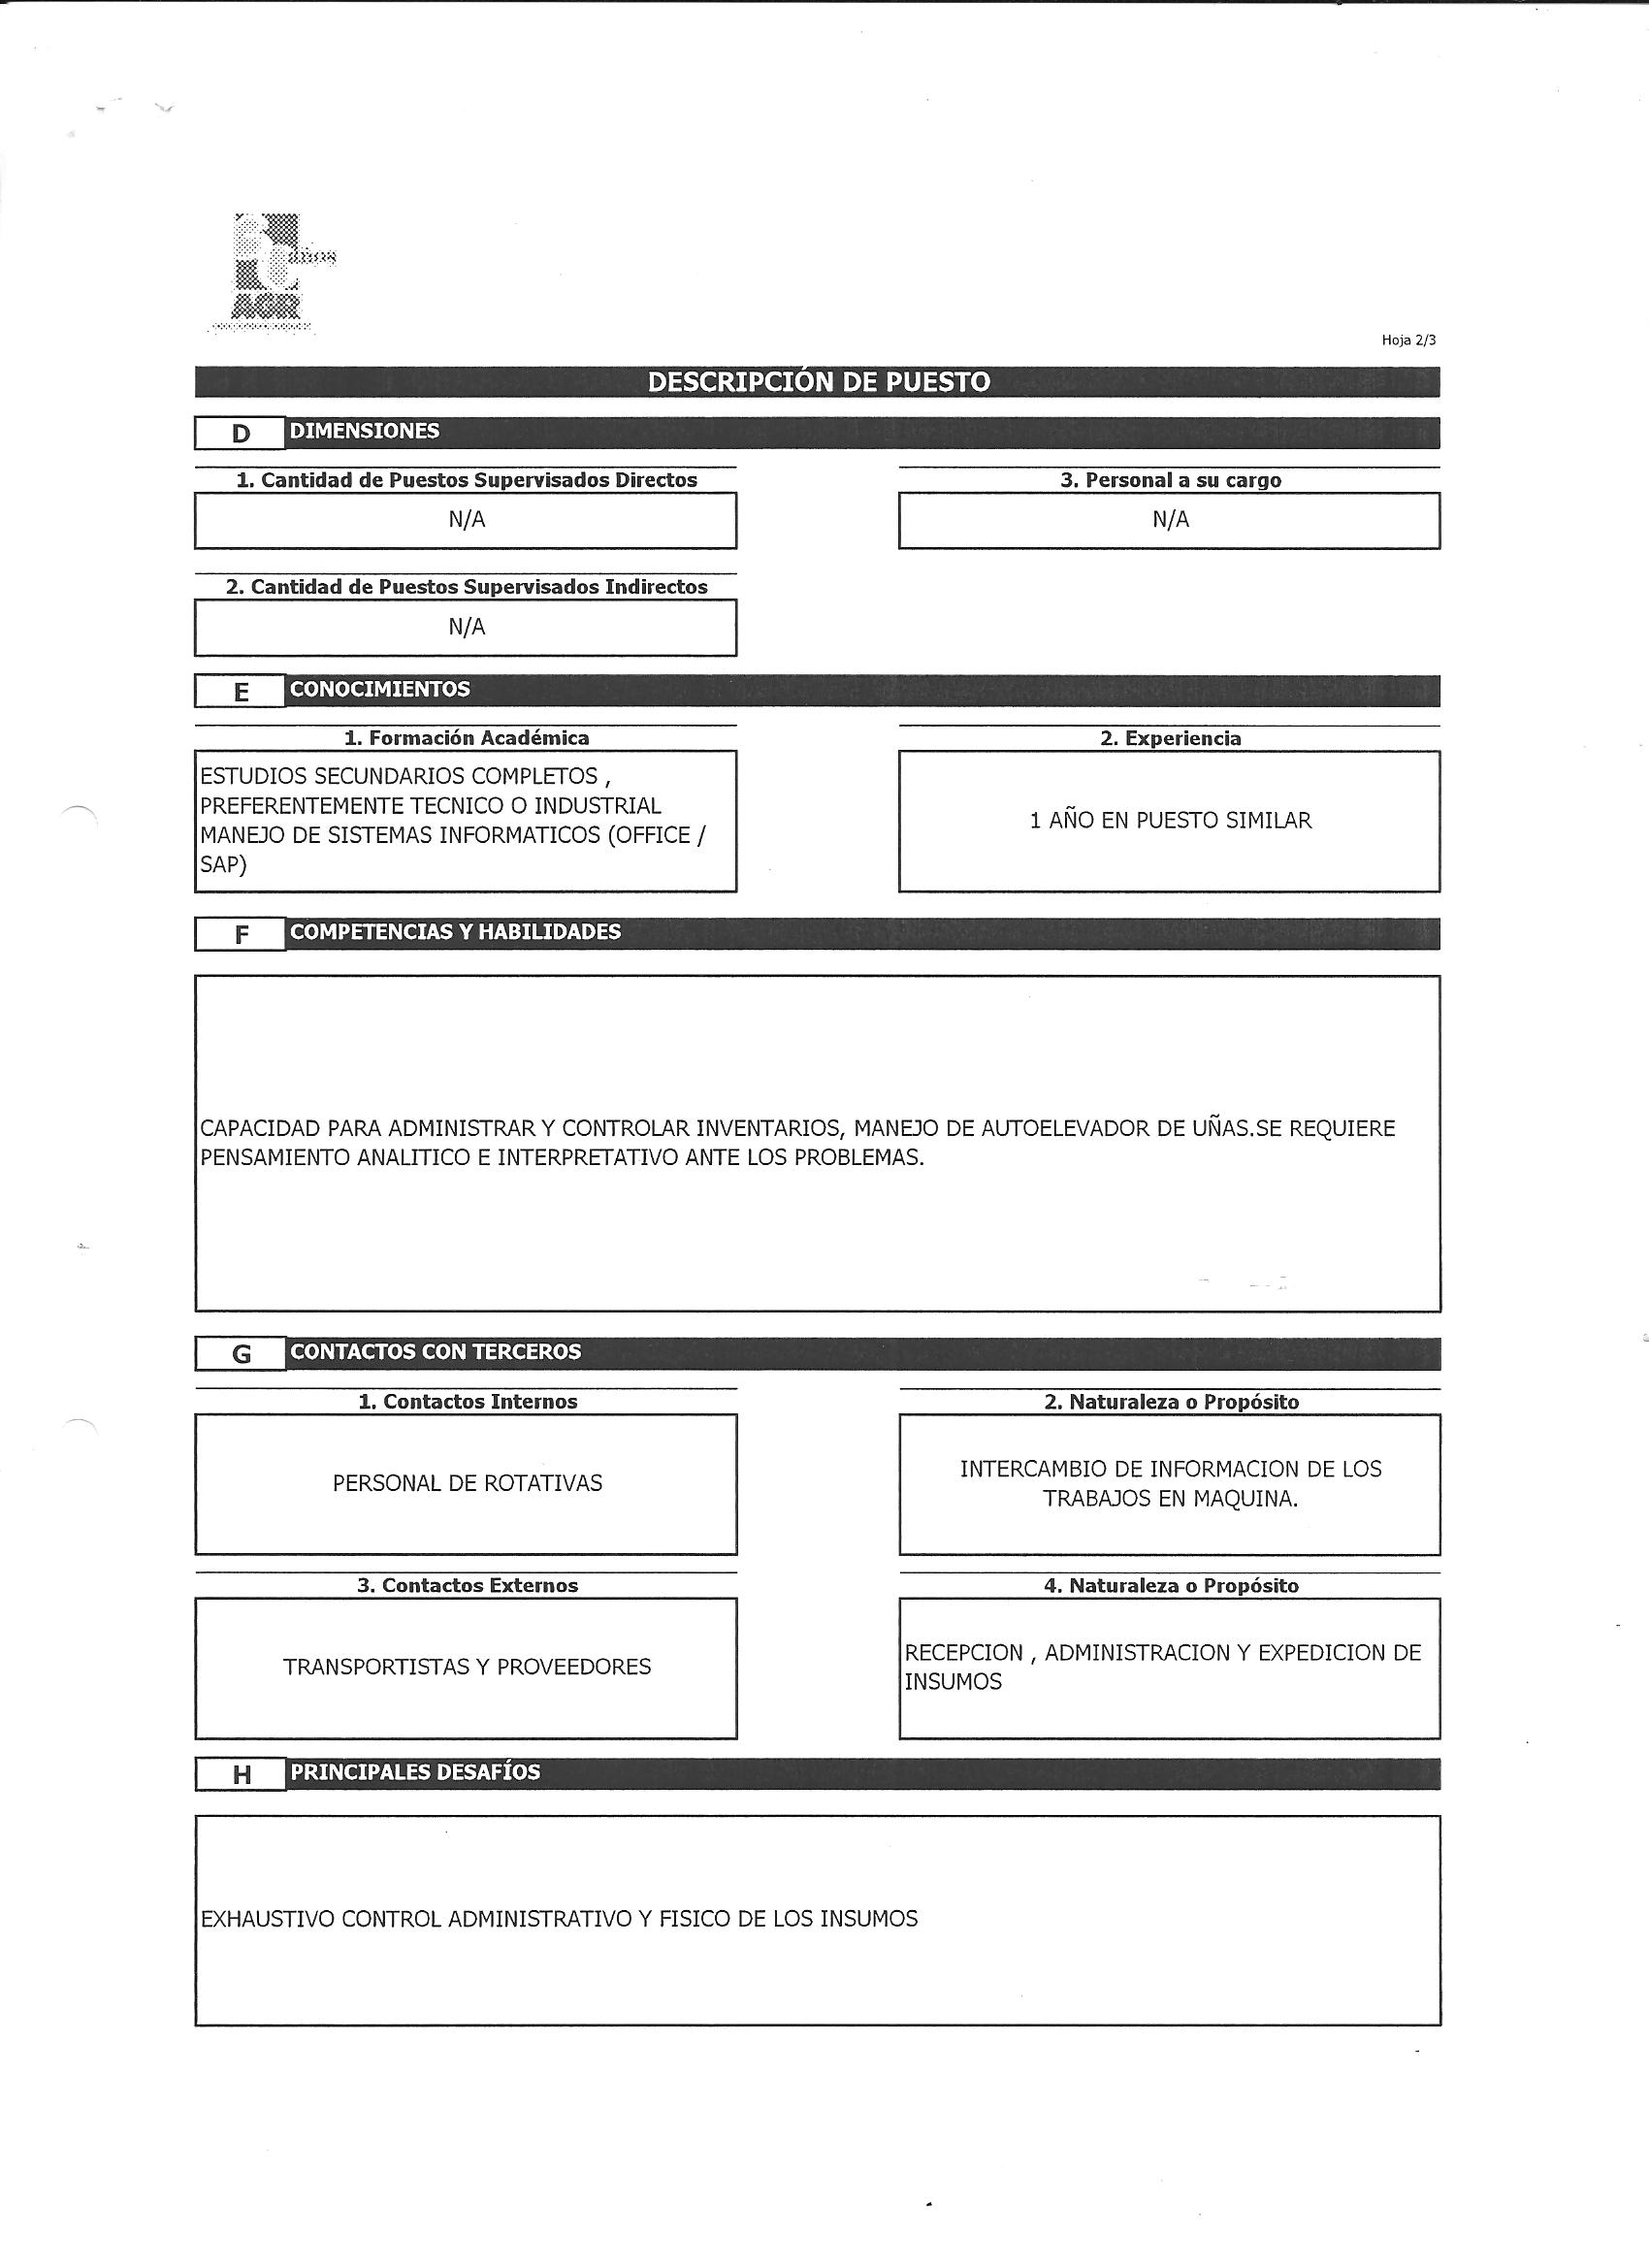 años
AGR
Hoja 2/3
DESCRIPCIÓN DE PUESTO
D DIMENSIONES
1. Cantidad de Puestos Supervisados Directos
3. Personal a su cargo
N/A
N/A
2. Cantidad de Puestos Supervisados Indirectos
N/A
E CONOCIMIENTOS
1. Formación Académica
2. Experiencia
ESTUDIOS SECUNDARIOS COMPLETOS ,
PREFERENTEMENTE TECNICO O INDUSTRIAL
MANEJO DE SISTEMAS INFORMATICOS (OFFICE /
SAP)
1 AÑO EN PUESTO SIMILAR
F COMPETENCIAS Y HABILIDADES
CAPACIDAD PARA ADMINISTRAR Y CONTROLAR INVENTARIOS, MANEJO DE AUTOELEVADOR DE UÑAS.SE REQUIERE
PENSAMIENTO ANALITICO E INTERPRETATIVO ANTE LOS PROBLEMAS.
G CONTACTOS CON TERCEROS
1. Contactos Internos
2. Naturaleza o Propósito
PERSONAL DE ROTATIVAS
INTERCAMBIO DE INFORMACION DE LOS
TRABAJOS EN MAQUINA.
3. Contactos Externos
4. Naturaleza o Propósito
TRANSPORTISTAS Y PROVEEDORES
RECEPCION , ADMINISTRACION Y EXPEDICION DE
INSUMOS
H PRINCIPALES DESAFÍOS
EXHAUSTIVO CONTROL ADMINISTRATIVO Y FISICO DE LOS INSUMOS